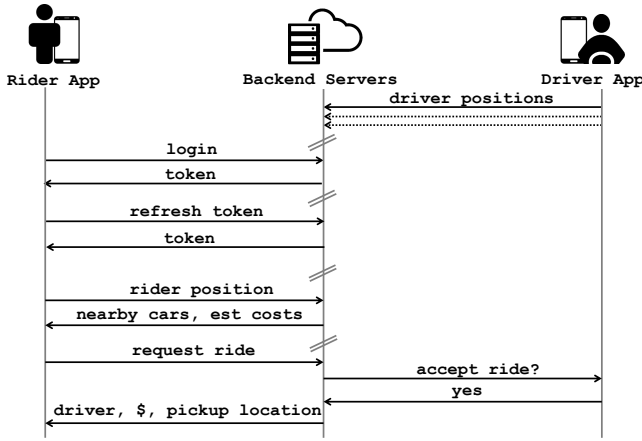 Rider App
Backend Servers
Driver App
driver positions
login
token
refresh token
token
rider position
nearby cars, est costs
request ride
accept ride?
yes
driver, $, pickup location